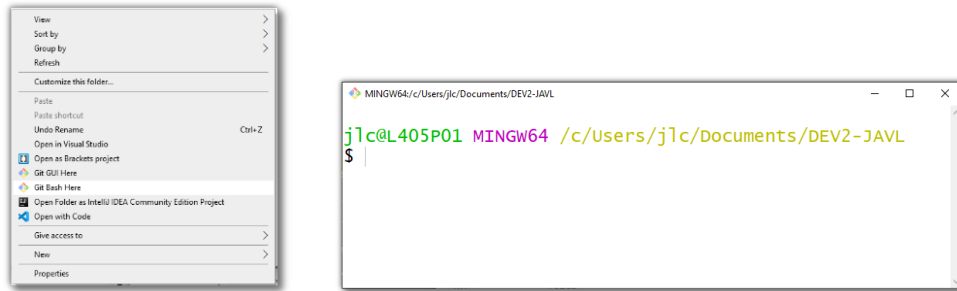 View
Sort by
Group by
Refresh
Customize this folder...
Paste
Paste shortcut
Undo Rename Ctrl+Z
Open in Visual Studio
Open as Brackets project
Git GUI Here
Git Bash Here
Open Folder as IntelliJ IDEA Community Edition Project
Open with Code
Give access to
New
Properties
MINGW64:/c/Users/jlc/Documents/DEV2-JAVL
jlc@L405P01 MINGW64 /c/Users/jlc/Documents/DEV2-JAVL
$